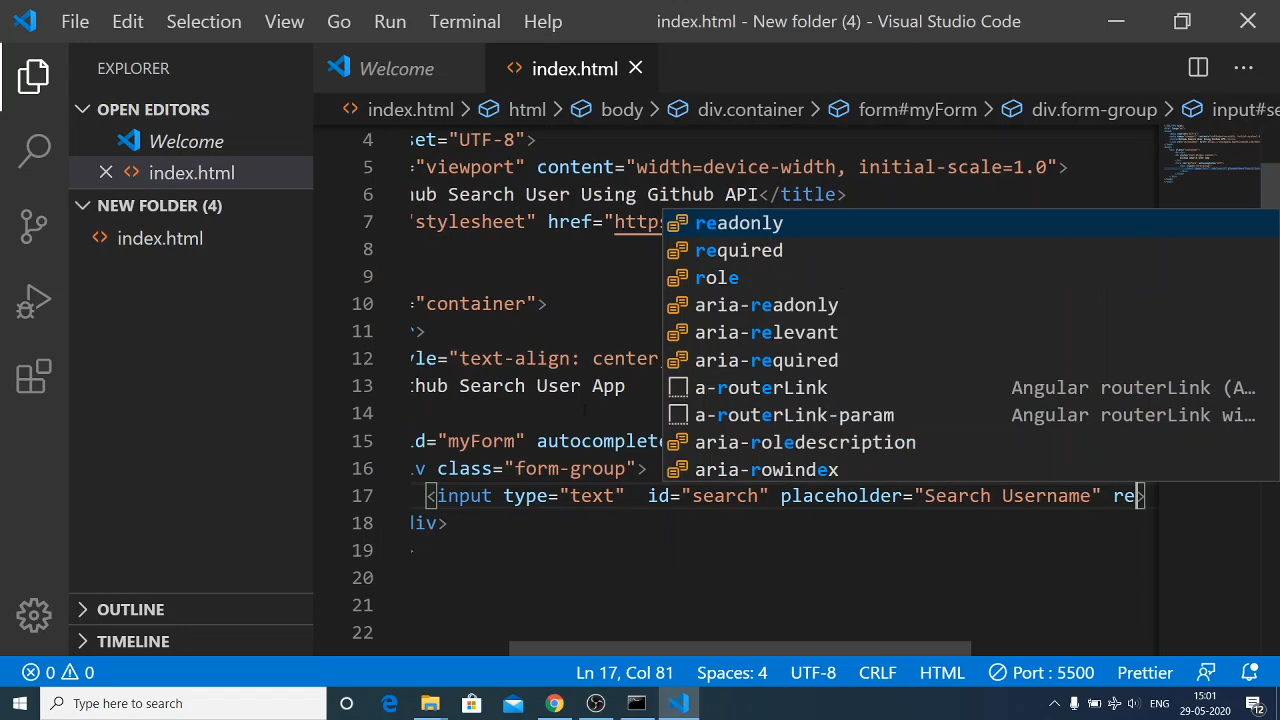 File Edit Selection View Go Run Terminal Help index.html - New folder (4) - Visual Studio Code
EXPLORER
Welcome index.html
OPEN EDITORS
Welcome
index.html
NEW FOLDER (4)
index.html
OUTLINE
TIMELINE
index.html html body div.container form#myForm div.form-group input#se
4 set="UTF-8">
5 ="viewport" content="width=device-width, initial-scale=1.0">
6 hub Search User Using Github API</title>
7 "stylesheet" href="https
8
9
10 ="container">
11 >
12 yle="text-align: center
13 hub Search User App
14
15 d="myForm" autocomplete
16 v class="form-group">
17 <input type="text" id="search" placeholder="Search Username" re>
18 div>
19
20
21
22
readonly
required
role
aria-readonly
aria-relevant
aria-required
a-routerLink Angular routerLink (A…
a-routerLink-param Angular routerLink wi…
aria-roledescription
aria-rowindex
0 0 Ln 17, Col 81 Spaces: 4 UTF-8 CRLF HTML Port : 5500 Prettier
Type here to search ENG 15:01
29-05-2020